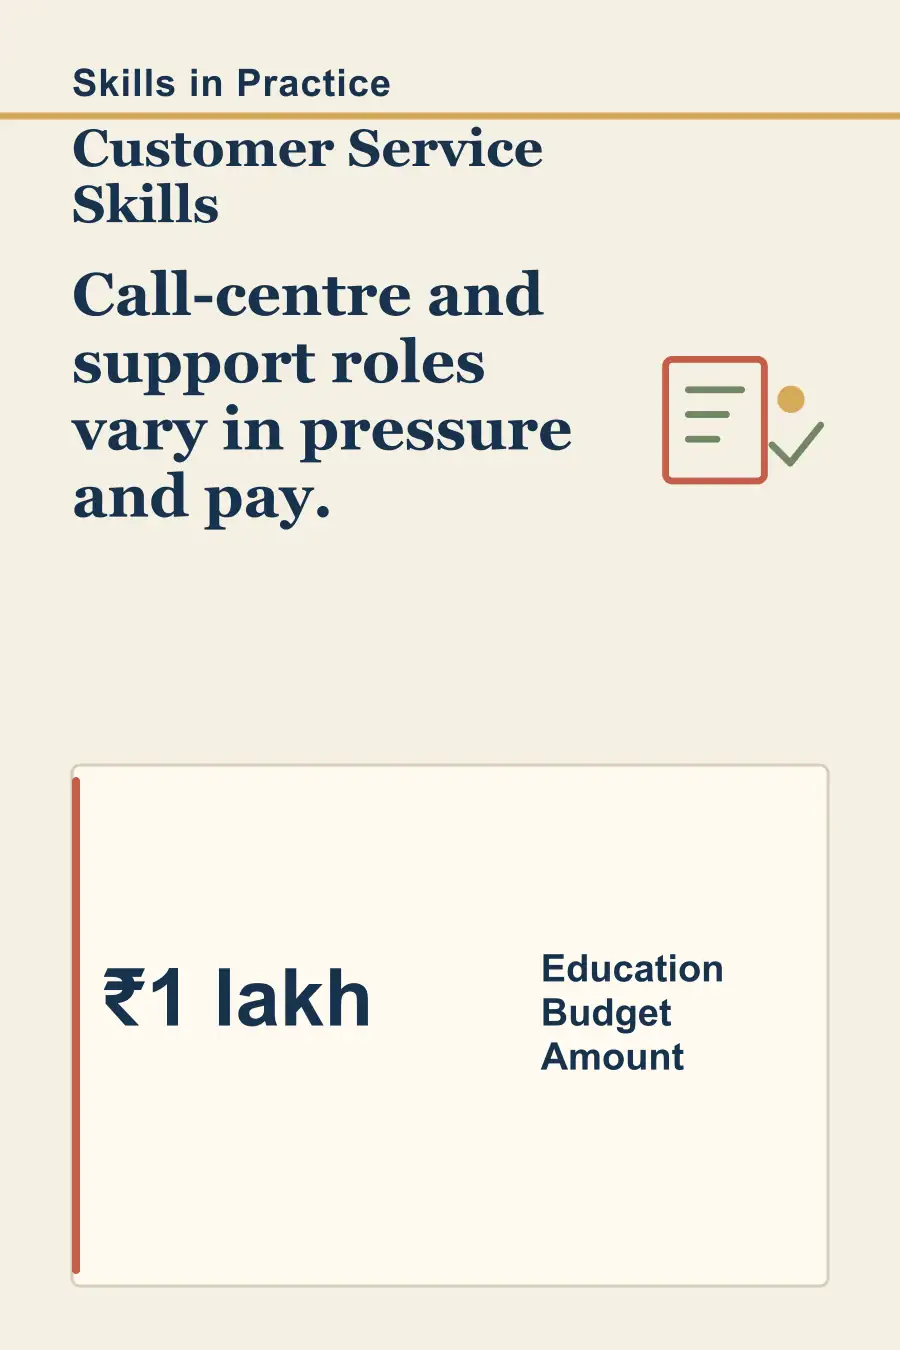 Skills in Practice
Customer Service
Skills
Call-centre and
support roles
vary in pressure
and pay.
₹1 lakh
Education
Budget
Amount